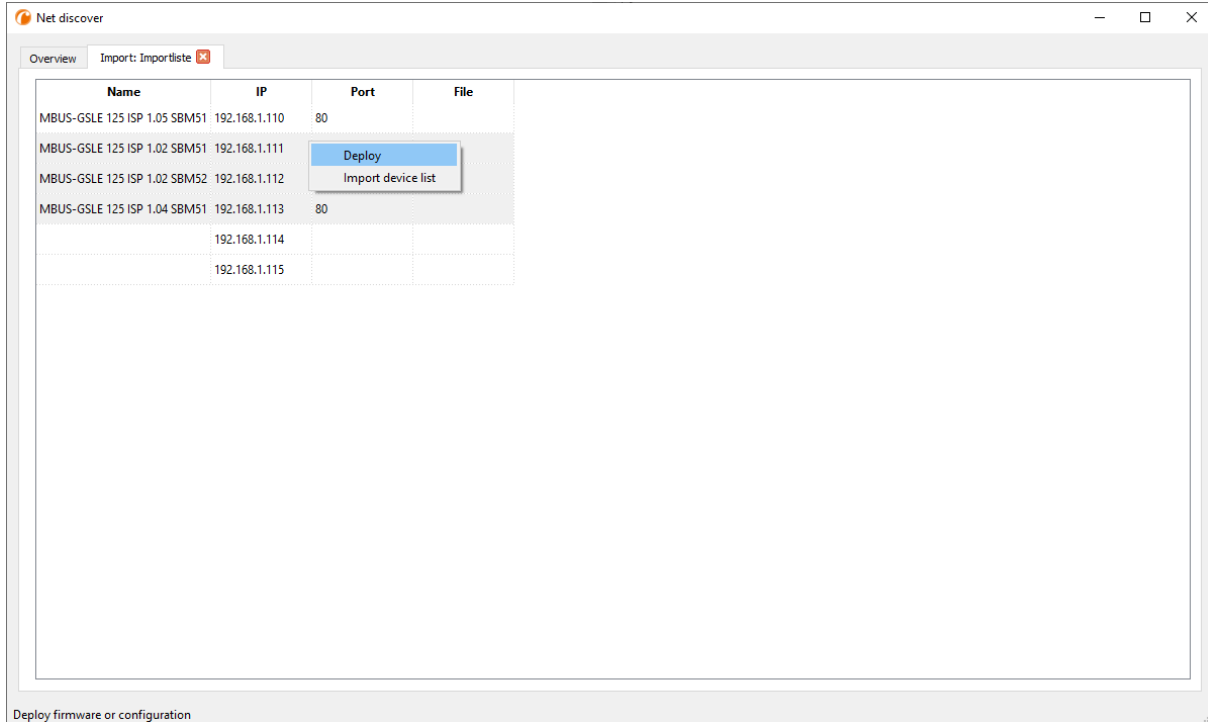 Net discover
Overview Import: Importliste
Name IP Port File
MBUS-GSLE 125 ISP 1.05 SBM51 192.168.1.110 80
MBUS-GSLE 125 ISP 1.02 SBM51 192.168.1.111
Deploy
MBUS-GSLE 125 ISP 1.02 SBM52 192.168.1.112
Import device list
MBUS-GSLE 125 ISP 1.04 SBM51 192.168.1.113 80
192.168.1.114
192.168.1.115
Deploy firmware or configuration